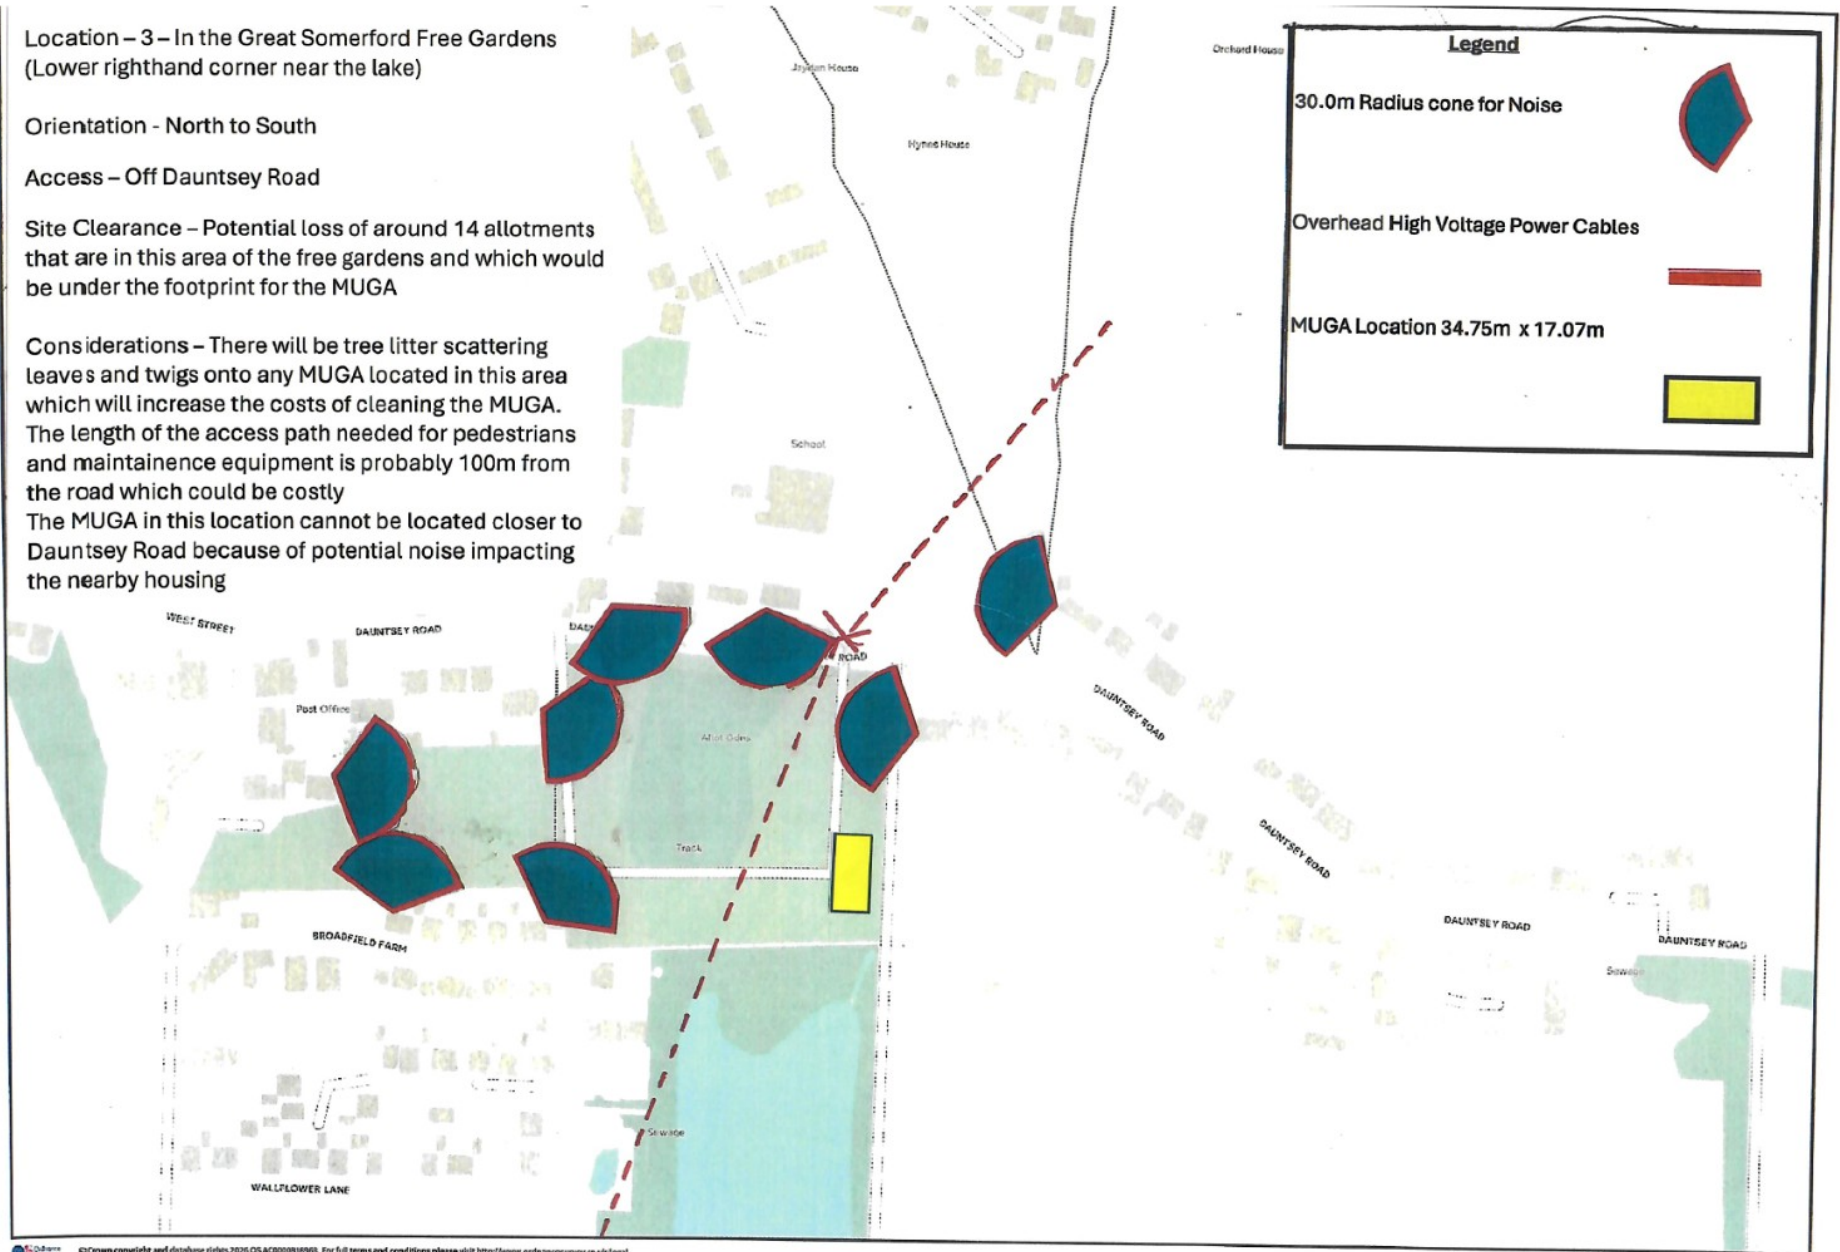 Location – 3 – In the Great Somerford Free Gardens
(Lower righthand corner near the lake)
Orientation - North to South
Access – Off Dauntsey Road
Site Clearance – Potential loss of around 14 allotments
that are in this area of the free gardens and which would
be under the footprint for the MUGA
Considerations – There will be tree litter scattering
leaves and twigs onto any MUGA located in this area
which will increase the costs of cleaning the MUGA.
The length of the access path needed for pedestrians
and maintainence equipment is probably 100m from
the road which could be costly
The MUGA in this location cannot be located closer to
Dauntsey Road because of potential noise impacting
the nearby housing
Legend
30.0m Radius cone for Noise
Overhead High Voltage Power Cables
MUGA Location 34.75m x 17.07m
Orchard House
House
Hynes House
School
WEST STREET
DAUNTSEY ROAD
ROAD
Post Office
Allot Gdns
Track
DAUNTSEY ROAD
DAUNTSEY ROAD
DAUNTSEY ROAD
DAUNTSEY ROAD
BROADFIELD FARM
Sewage
Sewage
WALLFLOWER LANE